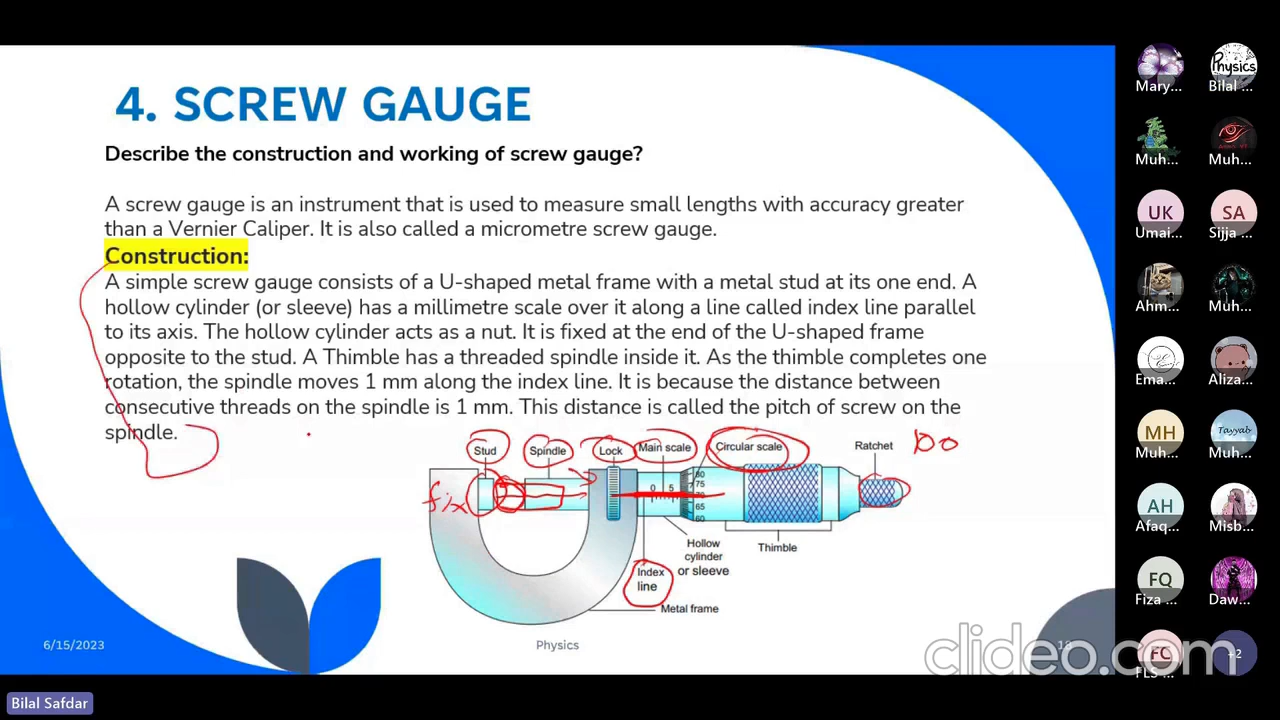 4. SCREW GAUGE
Describe the construction and working of screw gauge?
A screw gauge is an instrument that is used to measure small lengths with accuracy greater
than a Vernier Caliper. It is also called a micrometre screw gauge.
Construction:
A simple screw gauge consists of a U-shaped metal frame with a metal stud at its one end. A
hollow cylinder (or sleeve) has a millimetre scale over it along a line called index line parallel
to its axis. The hollow cylinder acts as a nut. It is fixed at the end of the U-shaped frame
opposite to the stud. A Thimble has a threaded spindle inside it. As the thimble completes one
rotation, the spindle moves 1 mm along the index line. It is because the distance between
consecutive threads on the spindle is 1 mm. This distance is called the pitch of screw on the
spindle.
Stud
Spindle
Lock
Main scale
Circular scale
Ratchet
100
fix
0 5
80
75
70
65
60
Hollow
cylinder
or sleeve
Thimble
Index
line
Metal frame
6/15/2023
Physics
18
clideo.com
Bilal Safdar
Mary...
Physics
Bilal ...
Muh...
Muh...
UK
Umai...
SA
Sijja ...
Ahm...
Muh...
Ema...
Aliza...
MH
Muh...
Tayyab
Muh...
AH
Afaq...
Misb...
FQ
Fiza ...
Daw...
FC
FLS ...
+2